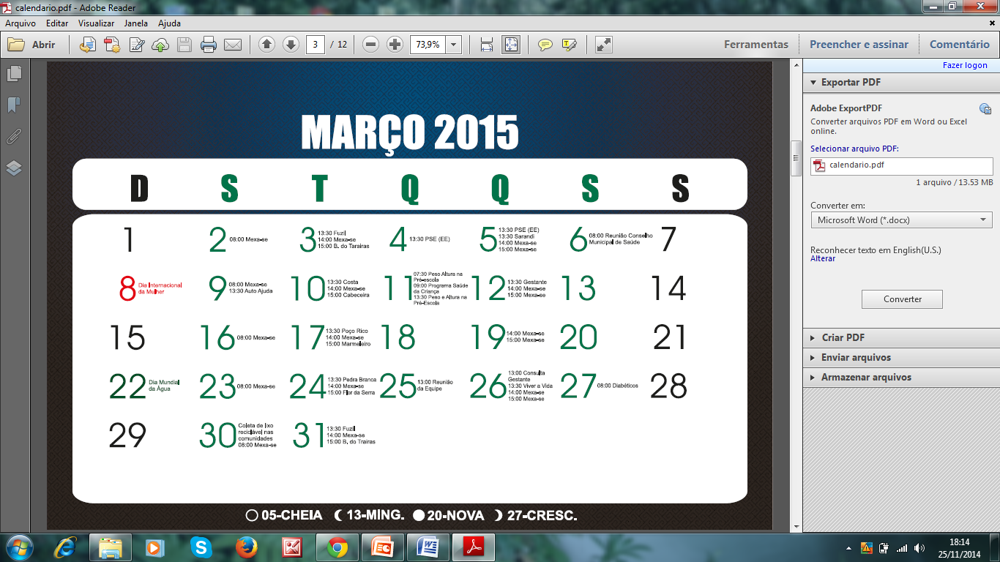 calendario.pdf - Adobe Reader
Arquivo Editar Visualizar Janela Ajuda
Abrir 3 / 12 73,9% Ferramentas Preencher e assinar Comentário
Fazer logon
Exportar PDF
Adobe ExportPDF
Converter arquivos PDF em Word ou Excel
online.
Selecionar arquivo PDF:
calendario.pdf
1 arquivo / 13.53 MB
Converter em:
Microsoft Word (*.docx)
Reconhecer texto em English(U.S.)
Alterar
Converter
Criar PDF
Enviar arquivos
Armazenar arquivos
MARÇO 2015
D S T Q Q S S
1
2
08:00 Mexa-se
3
13:30 Fuzil
14:00 Mexa-se
15:00 B. do Tarairas
4
13:30 PSE (EE)
5
13:30 PSE (EE)
13:30 Sarandi
14:00 Mexa-se
15:00 Mexa-se
6
08:00 Reunião Conselho
Municipal de Saúde
7
8
Dia Internacional
da Mulher
9
08:00 Mexa-se
13:30 Auto Ajuda
10
13:30 Costa
14:00 Mexa-se
15:00 Cabeceira
11
07:30 Peso Altura na
Pré-escola
09:00 Programa Saúde
da Criança
13:30 Peso e Altura na
Pré-Escola
12
13:30 Gestante
14:00 Mexa-se
15:00 Mexa-se
13
14
15
16
08:00 Mexa-se
17
13:30 Poço Rico
14:00 Mexa-se
15:00 Marmeleiro
18
19
14:00 Mexa-se
15:00 Mexa-se
20
21
22
Dia Mundial
da Água
23
08:00 Mexa-se
24
13:30 Pedra Branca
14:00 Mexa-se
15:00 Flor da Serra
25
13:00 Reunião
da Equipe
26
13:00 Consulta
Gestante
13:30 Viver a Vida
14:00 Mexa-se
15:00 Mexa-se
27
08:00 Diabéticos
28
29
30
Coleta de lixo
reciclável nas
comunidades
08:00 Mexa-se
31
13:30 Fuzil
14:00 Mexa-se
15:00 B. do Trairas
05-CHEIA 13-MING. 20-NOVA 27-CRESC.
18:14
25/11/2014